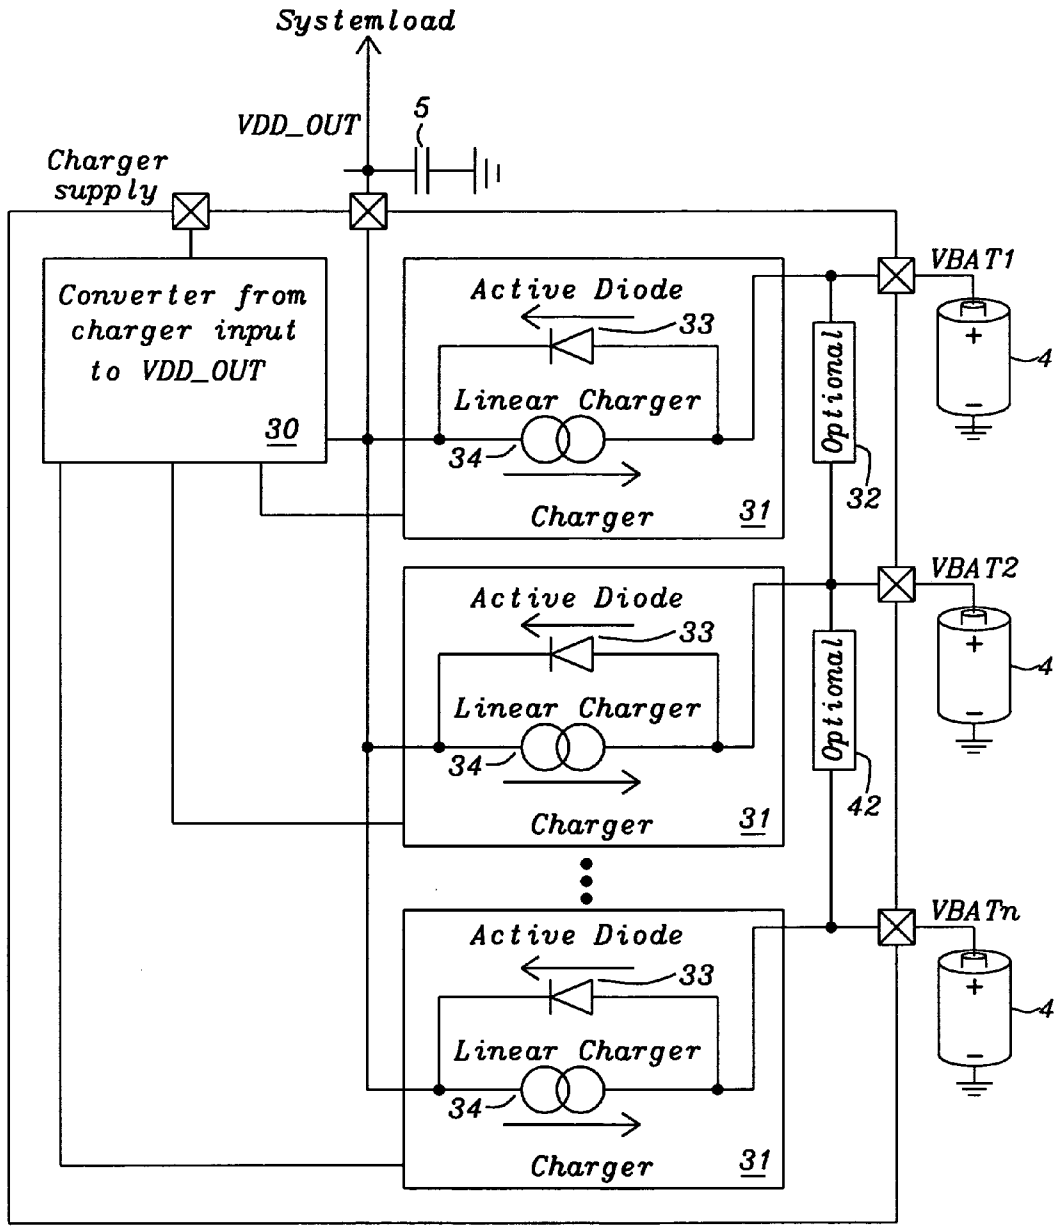 Systemload
VDD_OUT
5
Charger
supply
Converter from
charger input
to VDD_OUT
30
Active Diode
33
Linear Charger
34
Charger
31
Optional
32
VBAT1
+
4
-
Active Diode
33
Linear Charger
34
Charger
31
Optional
42
VBAT2
+
4
-
Active Diode
33
Linear Charger
34
Charger
31
VBATn
+
4
-